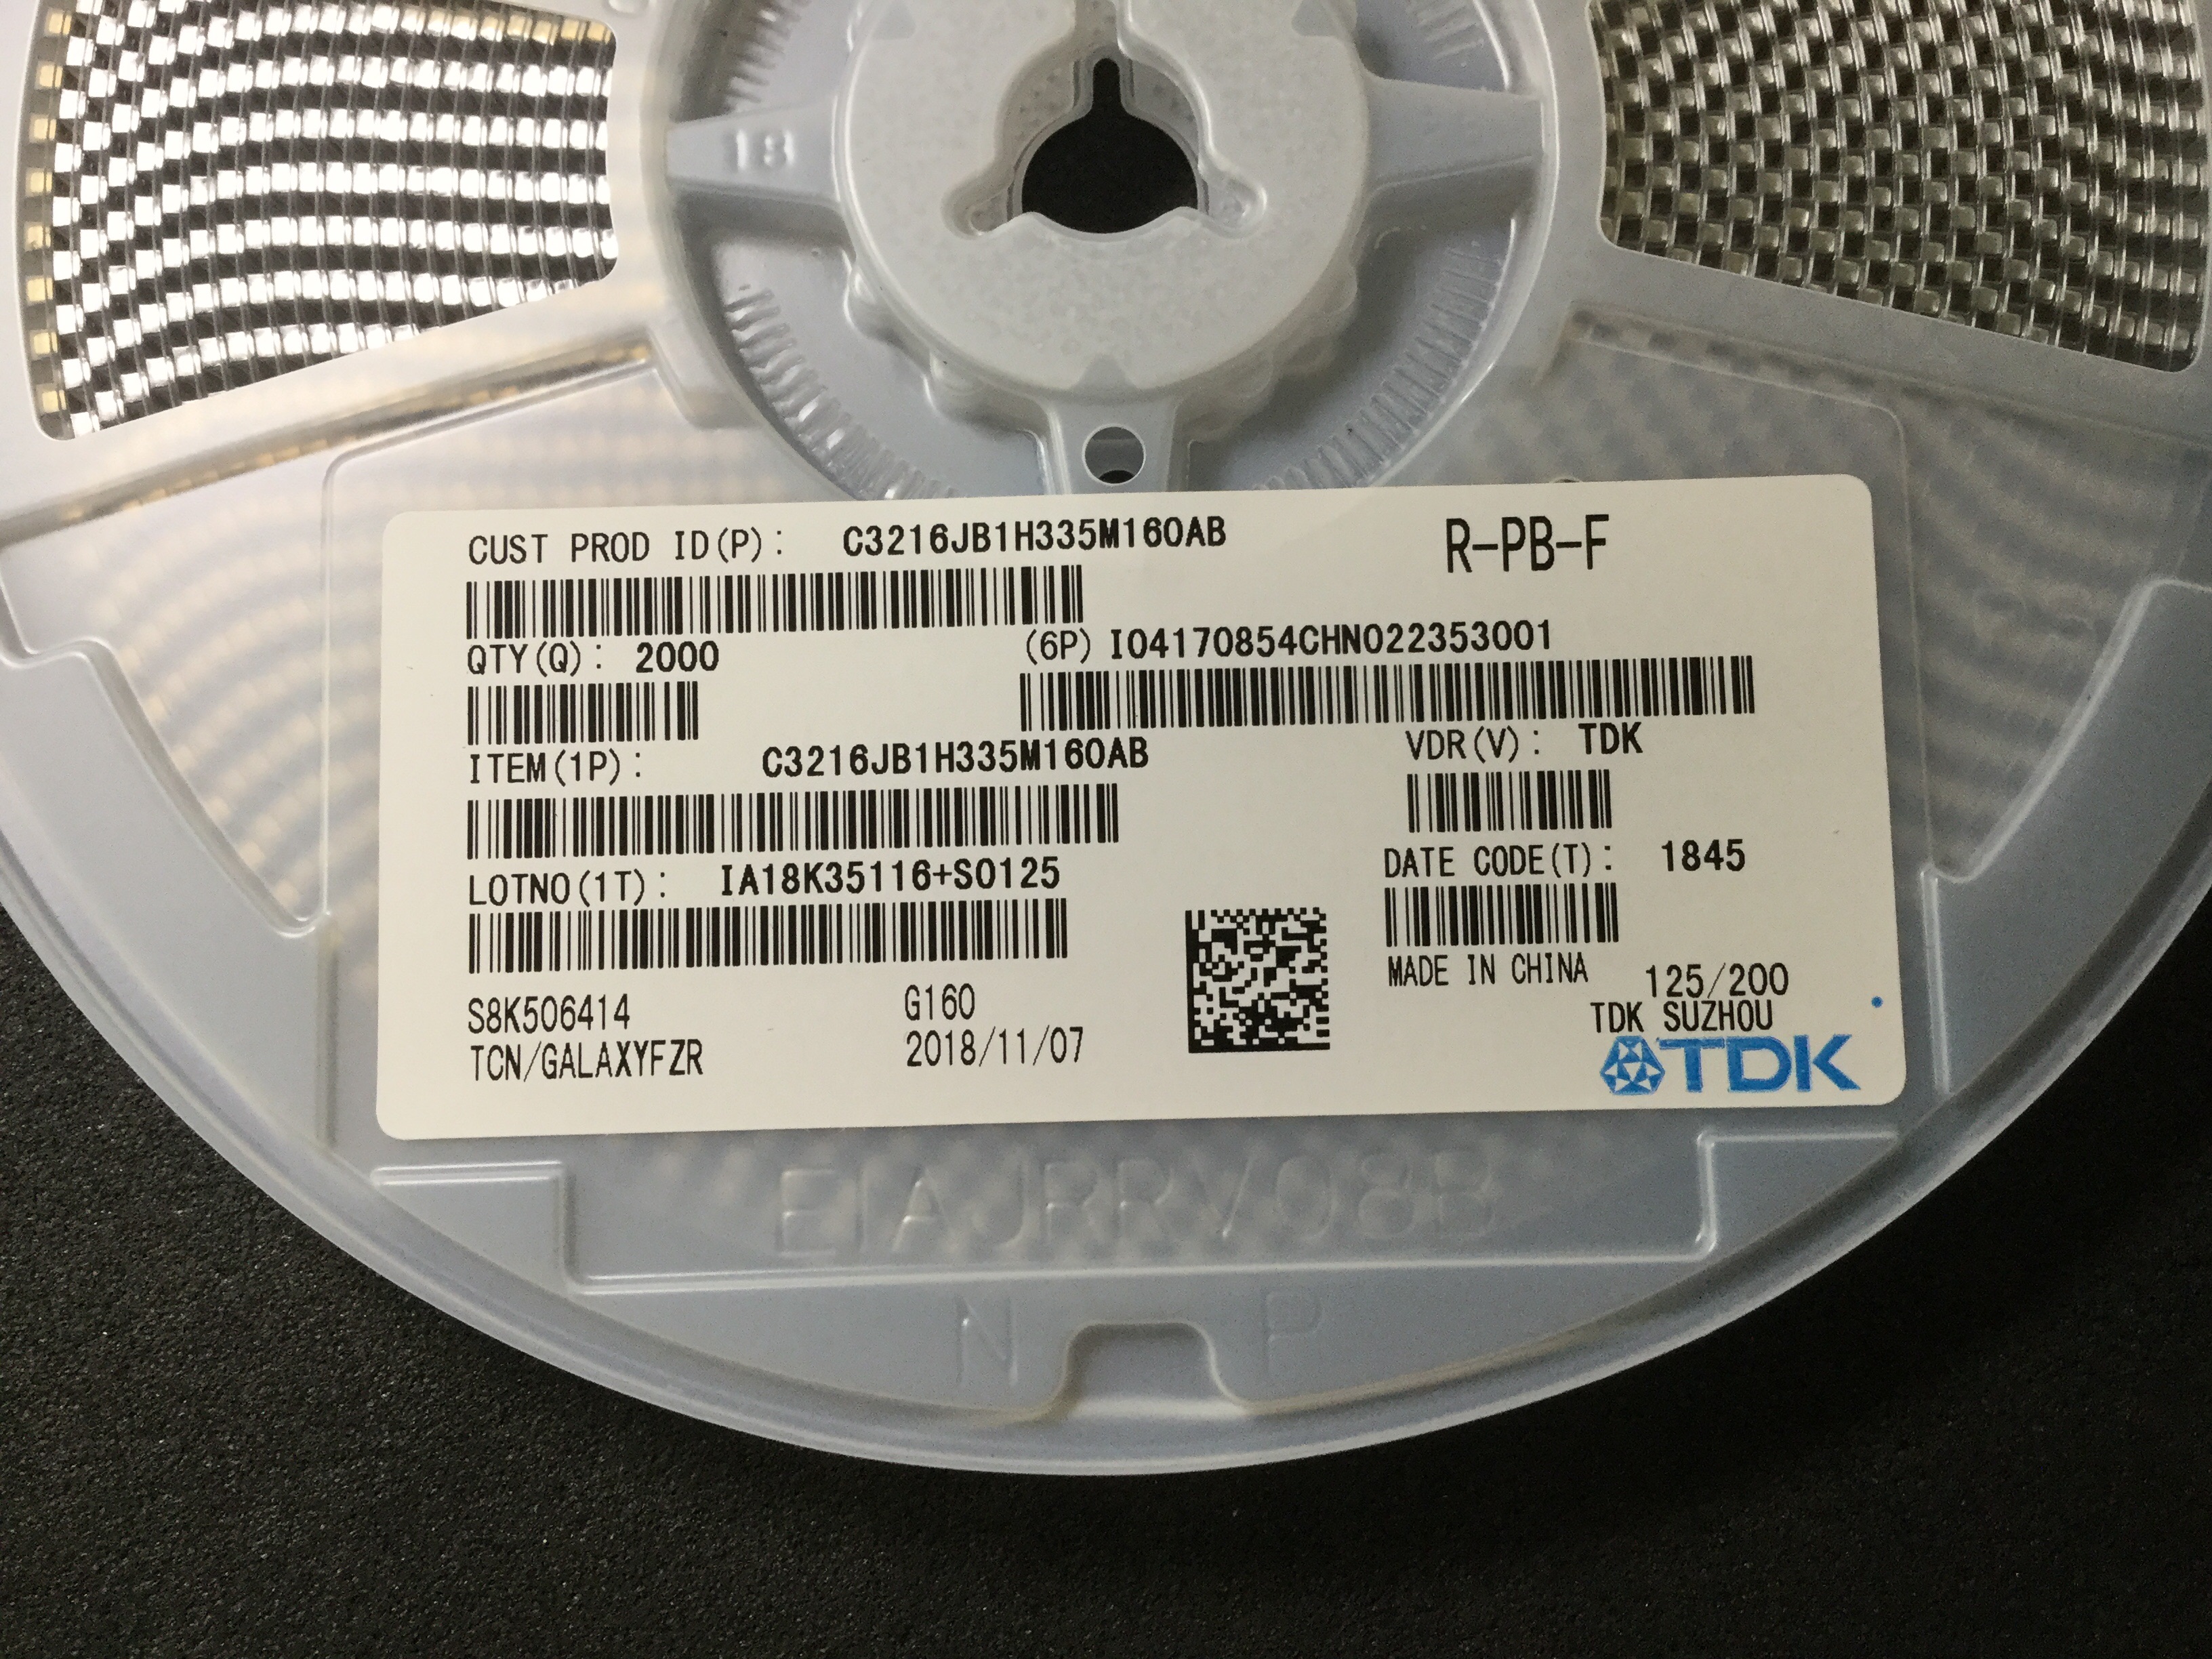 18
CUST PROD ID(P): C3216JB1H335M160AB
R-PB-F
QTY(Q): 2000
(6P) I04170854CHN022353001
ITEM(1P): C3216JB1H335M160AB
VDR(V): TDK
LOTNO(1T): IA18K35116+S0125
DATE CODE(T): 1845
MADE IN CHINA
125/200
S8K506414
G160
TDK SUZHOU
TCN/GALAXYFZR
2018/11/07
TDK
EIAJRRV08B
N P